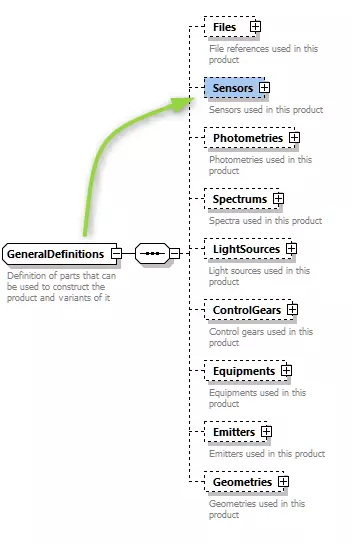 Files
File references used in this
product
Sensors
Sensors used in this product
Photometries
Photometries used in this
product
Spectrums
Spectra used in this product
GeneralDefinitions
Definition of parts that can
be used to construct the
product and variants of it
LightSources
Light sources used in this
product
ControlGears
Control gears used in this
product
Equipments
Equipments used in this
product
Emitters
Emitters used in this product
Geometries
Geometries used in this
product